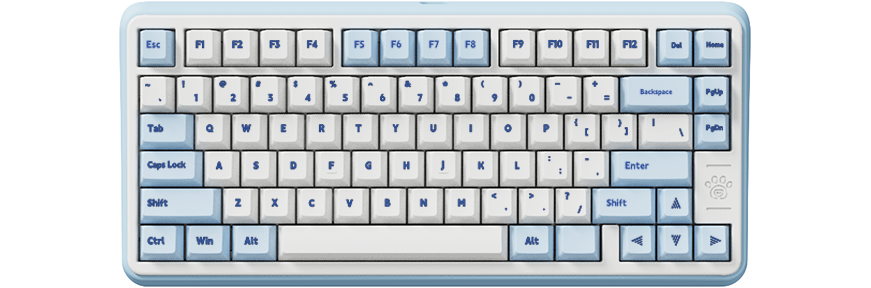 Esc F1 F2 F3 F4 F5 F6 F7 F8 F9 F10 F11 F12 Del Home
~ ! @ # $ % ^ & * ( ) _ +
` 1 2 3 4 5 6 7 8 9 0 - = Backspace PgUp
Tab Q W E R T Y U I O P { [ } ] | \ PgDn
Caps Lock A S D F G H J K L : ; " ' Enter
Shift Z X C V B N M < , > . ? / Shift
Ctrl Win Alt Alt